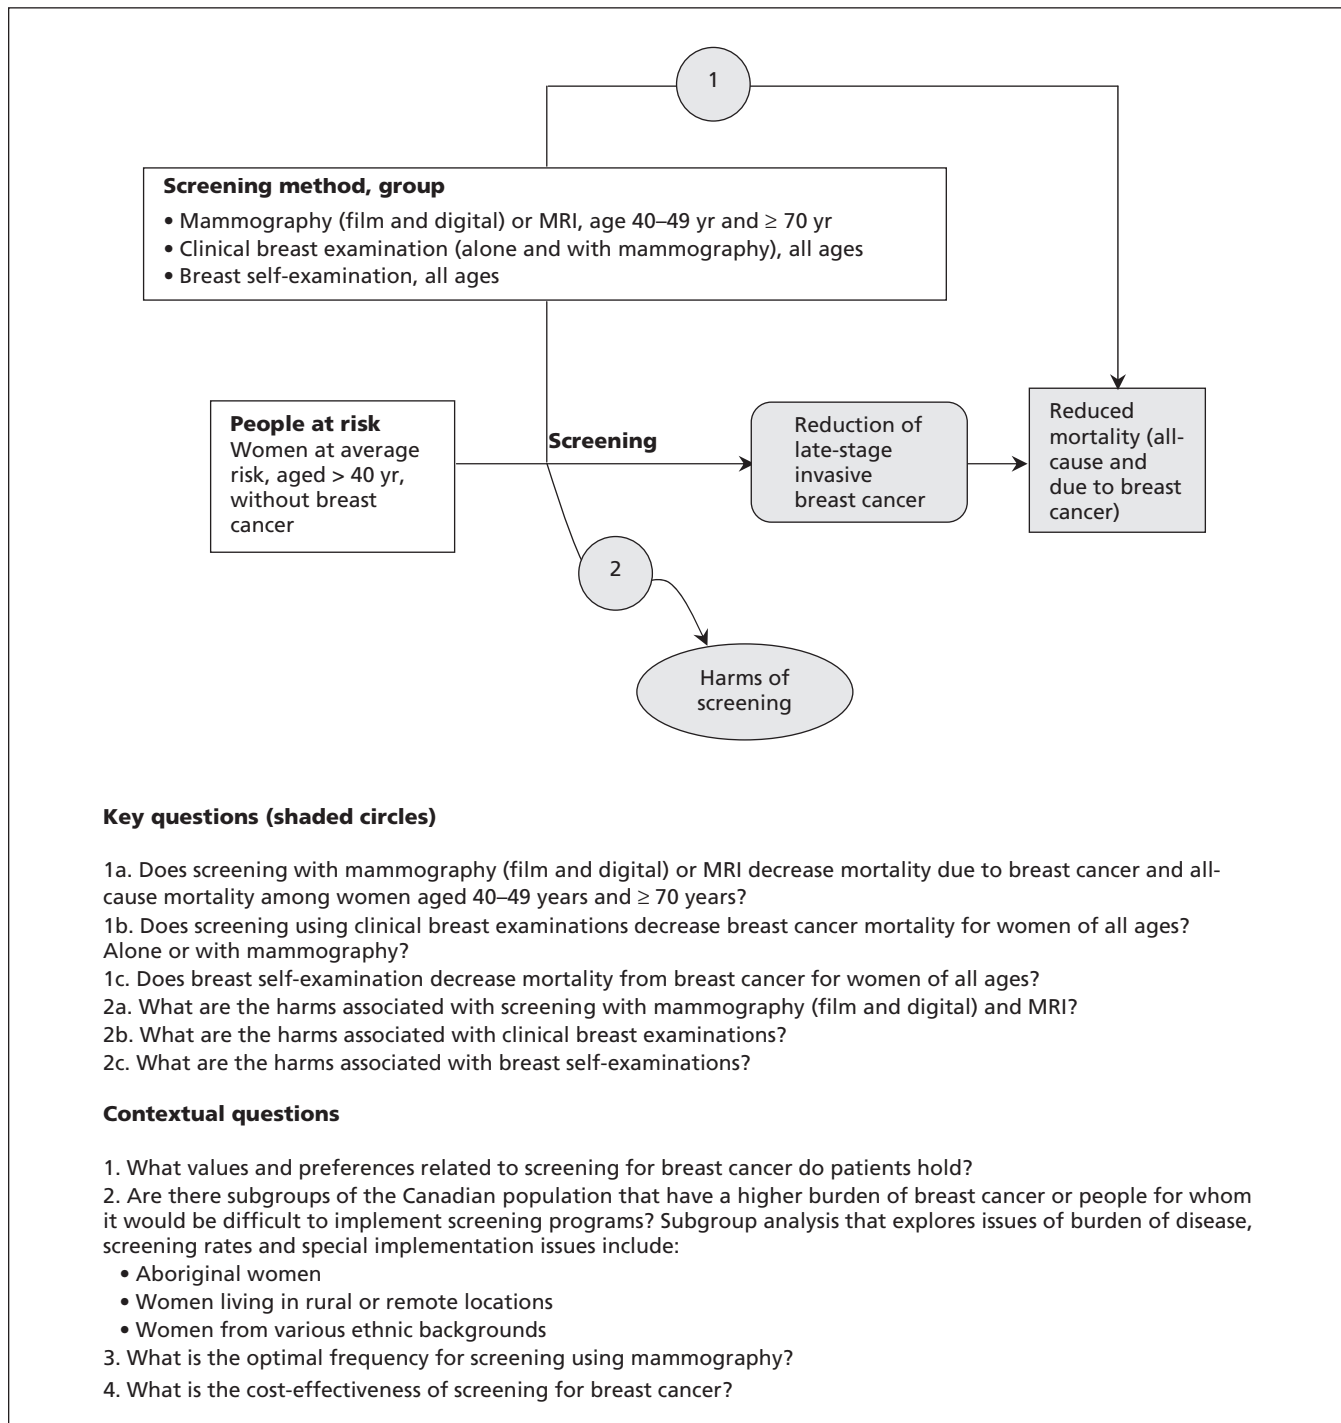 1
Screening method, group
• Mammography (film and digital) or MRI, age 40–49 yr and ≥ 70 yr
• Clinical breast examination (alone and with mammography), all ages
• Breast self-examination, all ages
People at risk
Women at average
risk, aged > 40 yr,
without breast
cancer
Screening
Reduction of
late-stage
invasive
breast cancer
Reduced
mortality (all-
cause and
due to breast
cancer)
2
Harms of
screening
Key questions (shaded circles)
1a. Does screening with mammography (film and digital) or MRI decrease mortality due to breast cancer and all-
cause mortality among women aged 40–49 years and ≥ 70 years?
1b. Does screening using clinical breast examinations decrease breast cancer mortality for women of all ages?
Alone or with mammography?
1c. Does breast self-examination decrease mortality from breast cancer for women of all ages?
2a. What are the harms associated with screening with mammography (film and digital) and MRI?
2b. What are the harms associated with clinical breast examinations?
2c. What are the harms associated with breast self-examinations?
Contextual questions
1. What values and preferences related to screening for breast cancer do patients hold?
2. Are there subgroups of the Canadian population that have a higher burden of breast cancer or people for whom
it would be difficult to implement screening programs? Subgroup analysis that explores issues of burden of disease,
screening rates and special implementation issues include:
• Aboriginal women
• Women living in rural or remote locations
• Women from various ethnic backgrounds
3. What is the optimal frequency for screening using mammography?
4. What is the cost-effectiveness of screening for breast cancer?